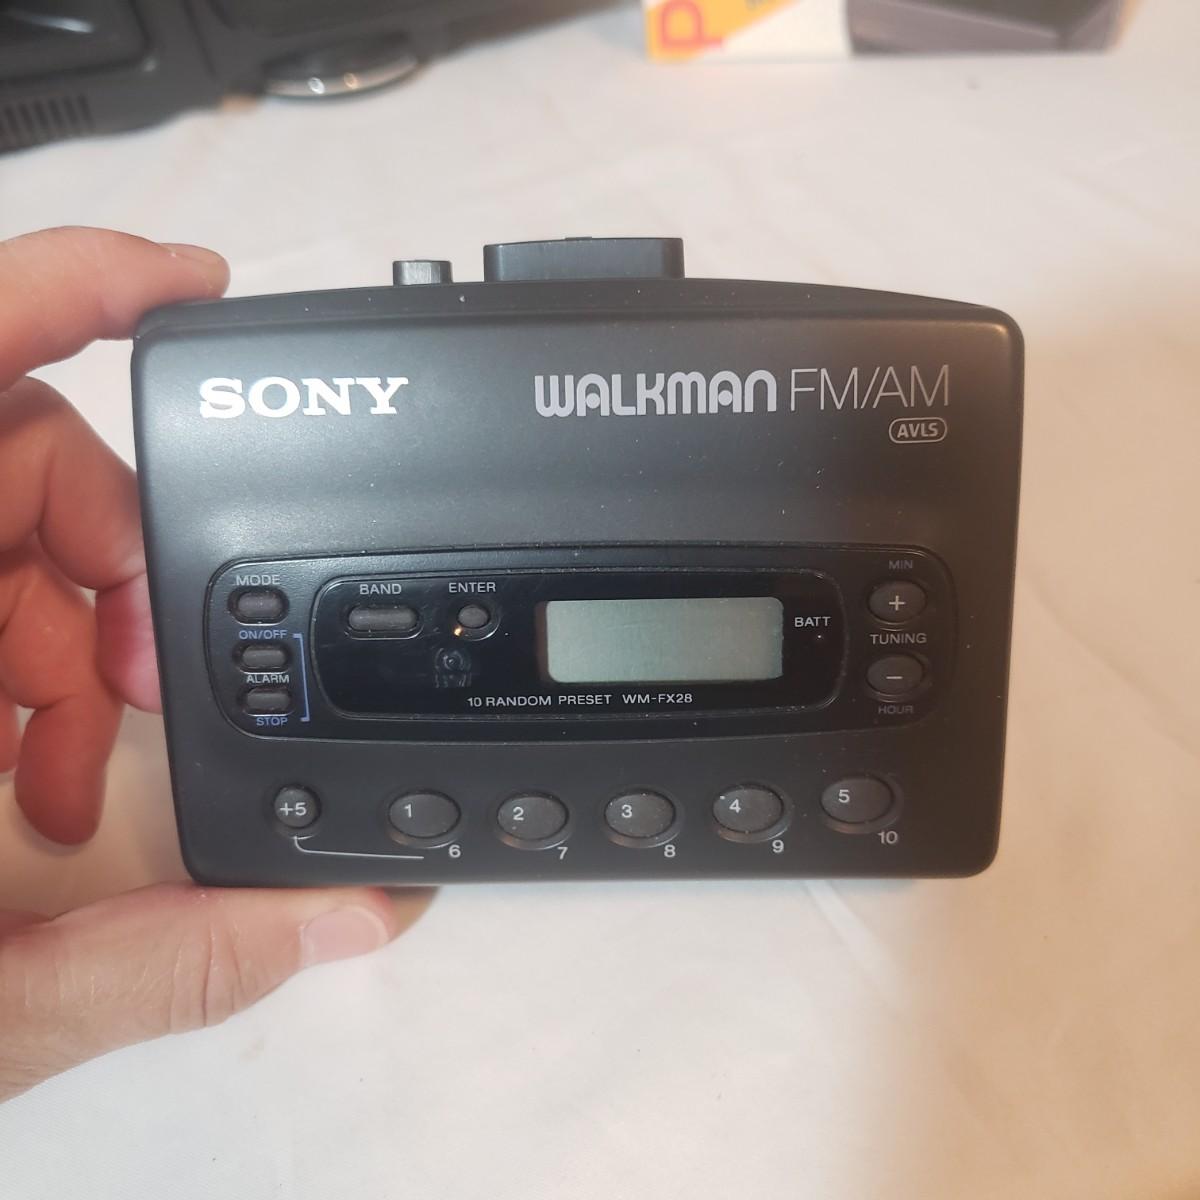 P
SONY
WALKMAN FM/AM
AVLS
MODE
ON/OFF
ALARM
STOP
BAND
ENTER
BATT
10 RANDOM PRESET WM-FX28
MIN
+
TUNING
−
HOUR
+5
1
2
3
4
5
6
7
8
9
10